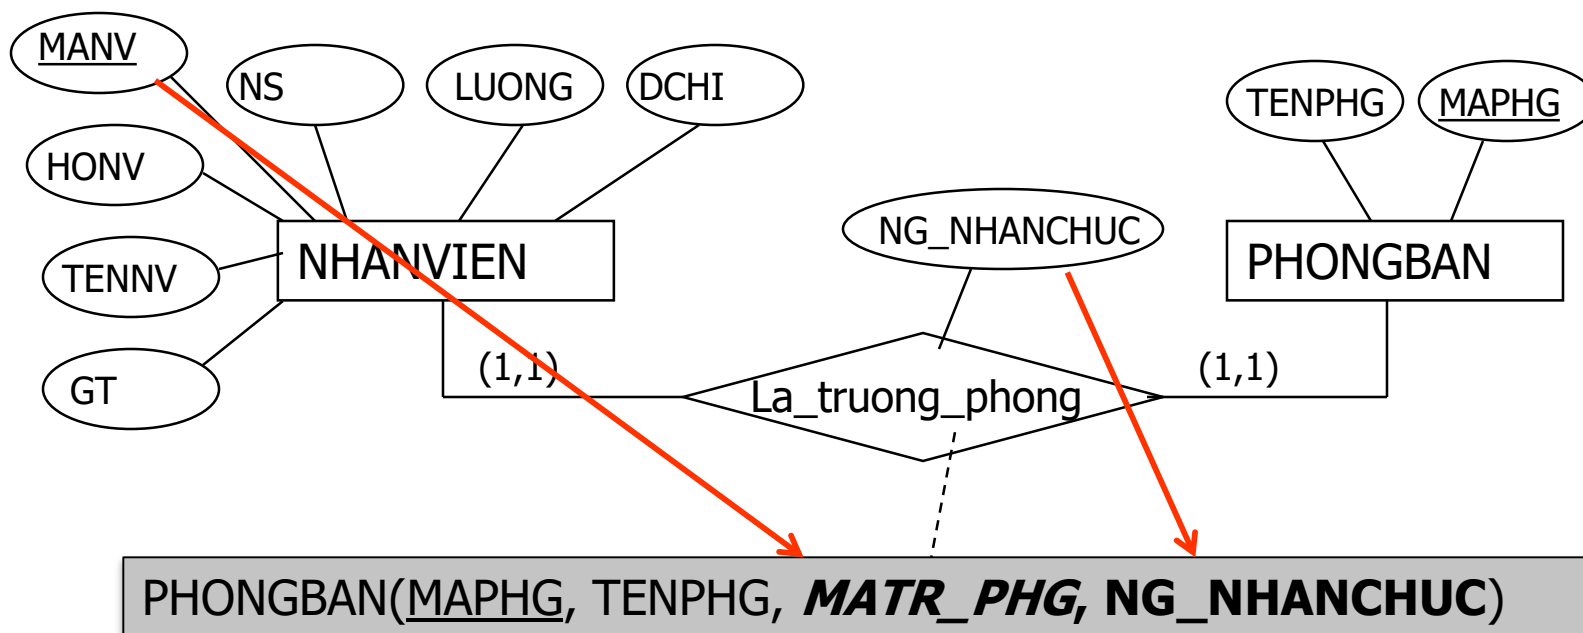 MANV
NS
LUONG
DCHI
TENPHG
MAPHG
HONV
NG_NHANCHUC
TENNV
NHANVIEN
PHONGBAN
GT
(1,1)
(1,1)
La_truong_phong
PHONGBAN(MAPHG, TENPHG, MATR_PHG, NG_NHANCHUC)